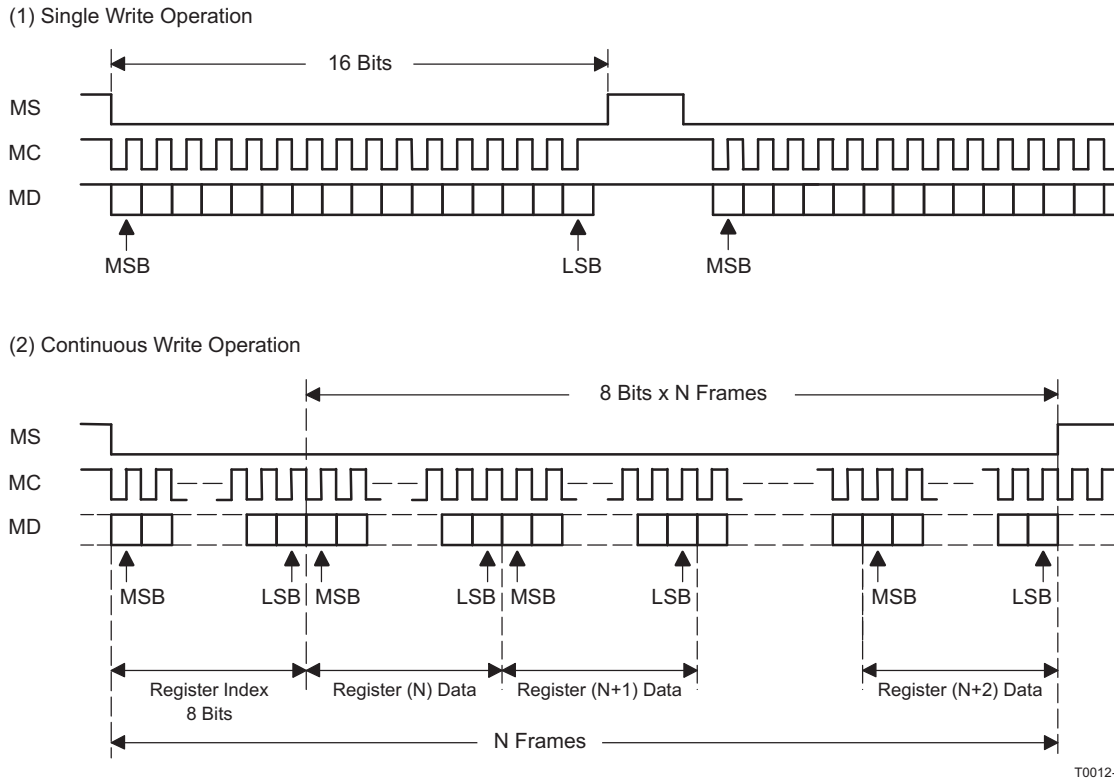 (1) Single Write Operation
16 Bits
MS
MC
MD
MSB LSB MSB
(2) Continuous Write Operation
8 Bits x N Frames
MS
MC
MD
MSB LSB MSB LSB MSB LSB MSB LSB
Register Index
8 Bits
Register (N) Data
Register (N+1) Data
Register (N+2) Data
N Frames